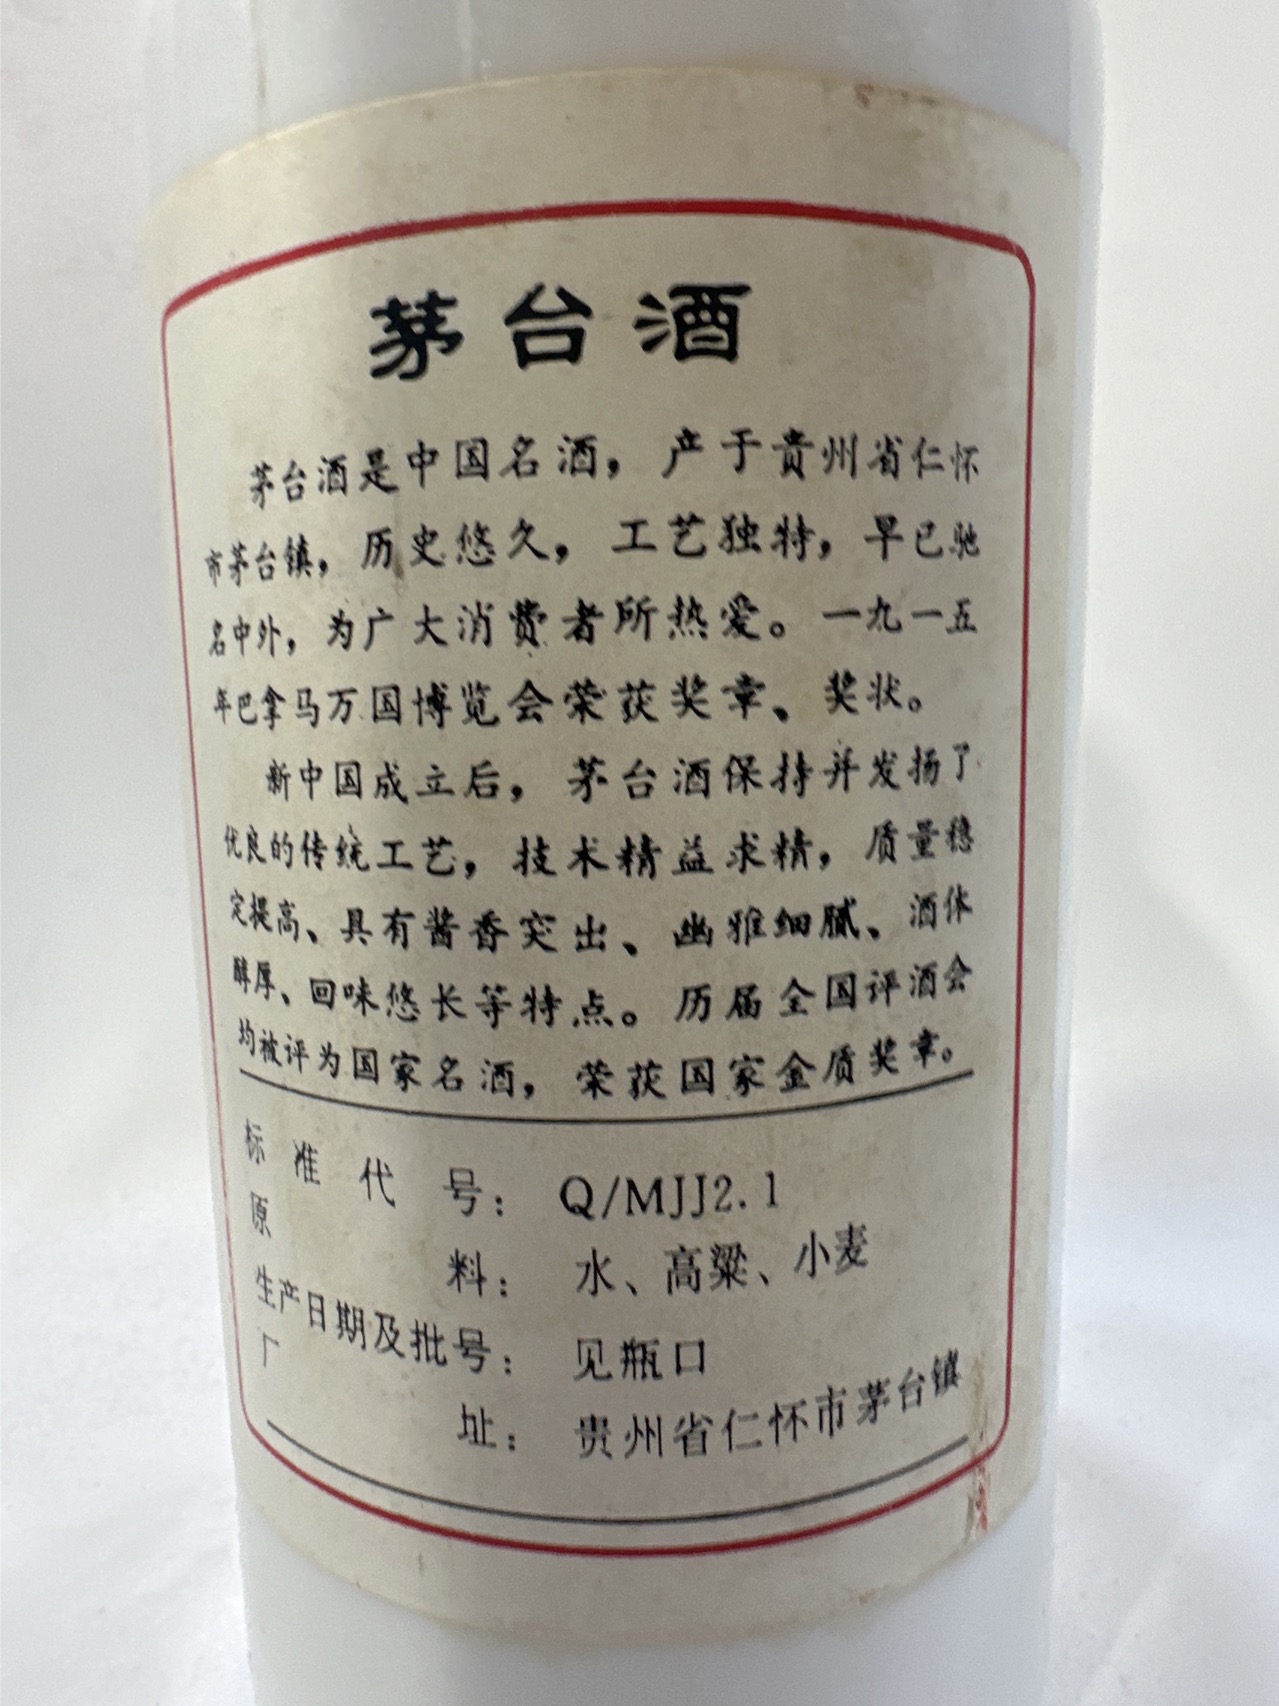 茅台酒
茅台酒是中国名酒，产于贵州省仁怀
市茅台镇，历史悠久，工艺独特，早已驰
名中外，为广大消费者所热爱。一九一五
年巴拿马万国博览会荣获奖章、奖状。
新中国成立后，茅台酒保持并发扬了
优良的传统工艺，技术精益求精，质量稳
定提高、具有酱香突出、幽雅细腻、酒体
醇厚、回味悠长等特点。历届全国评酒会
均被评为国家名酒，荣获国家金质奖章。
标准代号：Q/MJJ2.1
原料：水、高粱、小麦
生产日期及批号：见瓶口
厂址：贵州省仁怀市茅台镇